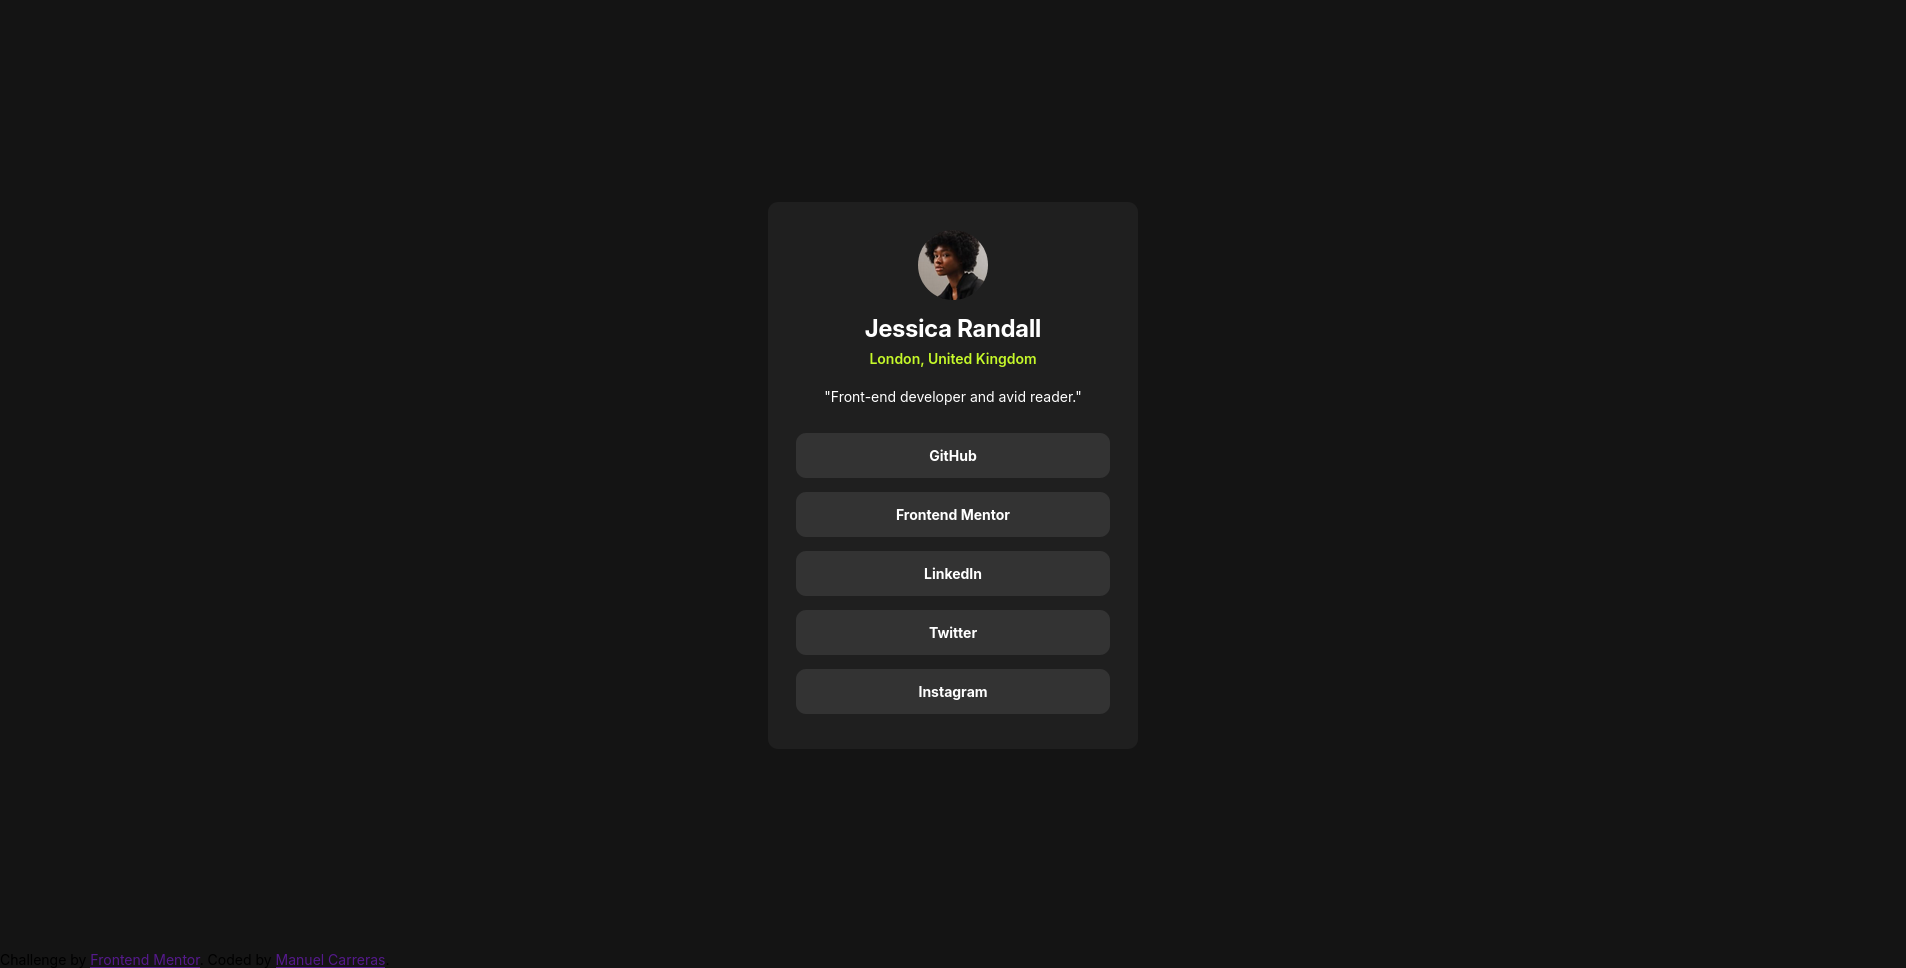 Jessica Randall
London, United Kingdom
"Front-end developer and avid reader."
GitHub
Frontend Mentor
LinkedIn
Twitter
Instagram
Challenge by Frontend Mentor. Coded by Manuel Carreras.